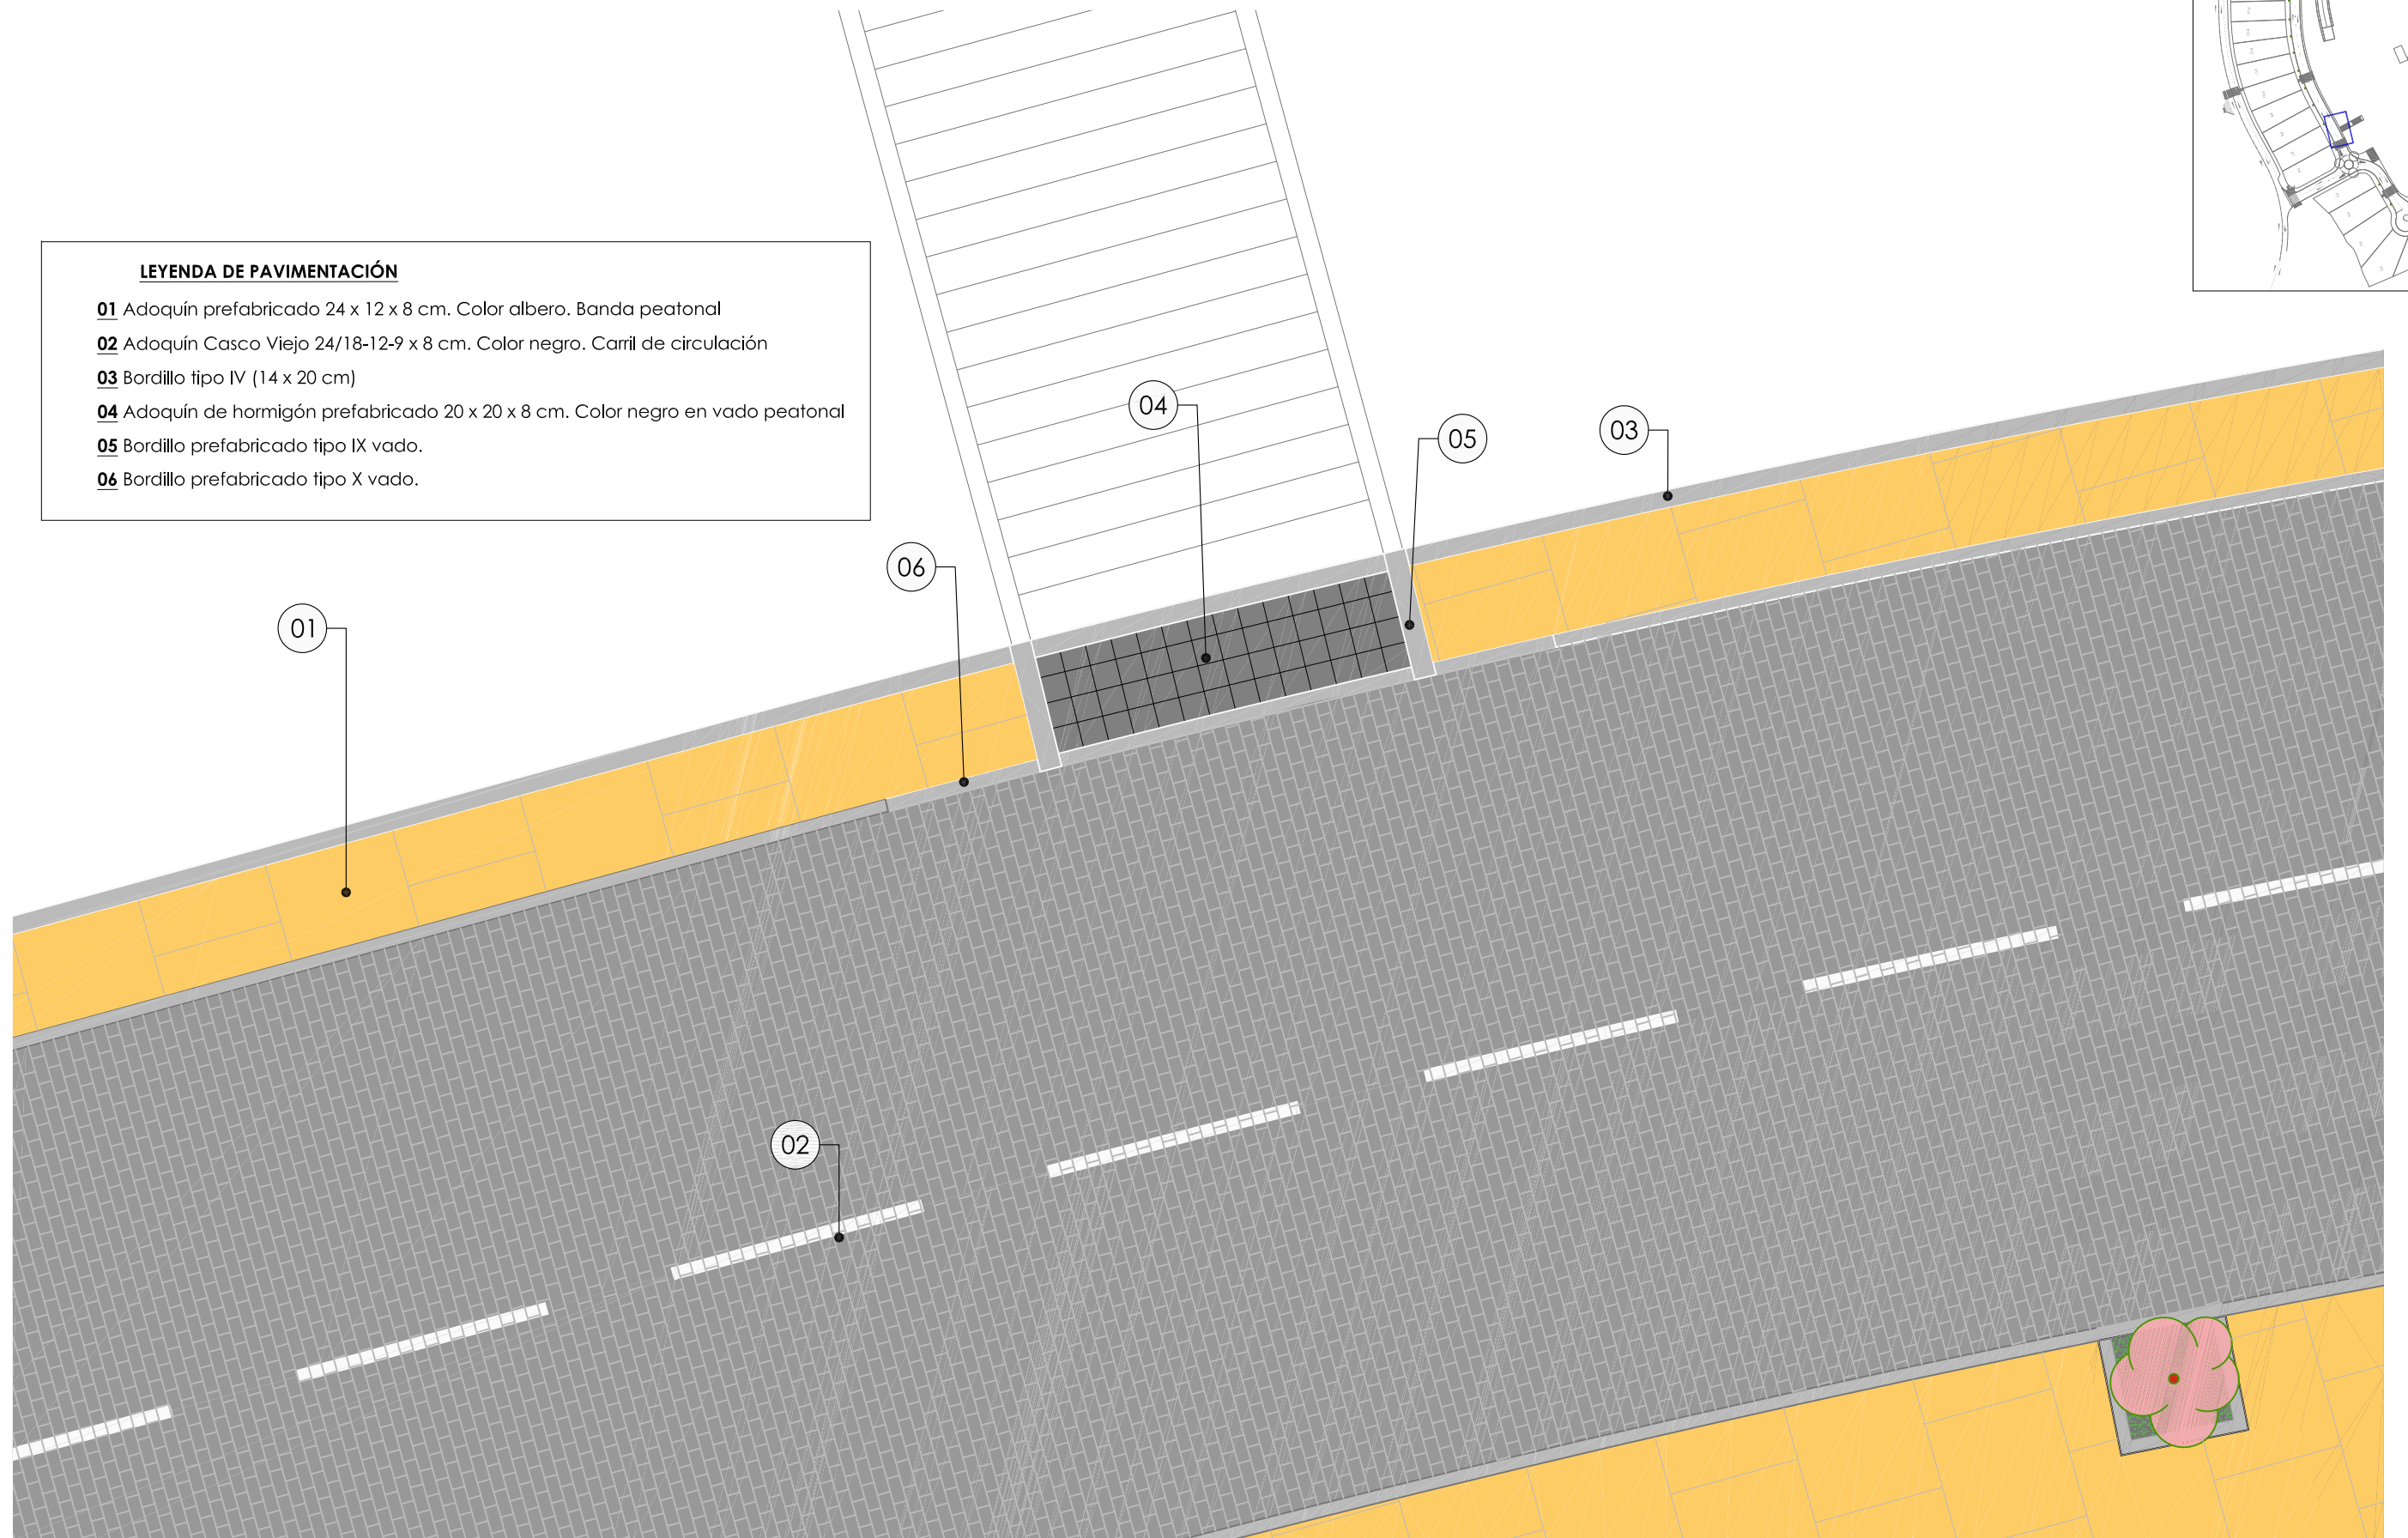 LEYENDA DE PAVIMENTACIÓN
01 Adoquín prefabricado 24 x 12 x 8 cm. Color albero. Banda peatonal
02 Adoquín Casco Viejo 24/18-12-9 x 8 cm. Color negro. Carril de circulación
03 Bordillo tipo IV (14 x 20 cm)
04 Adoquín de hormigón prefabricado 20 x 20 x 8 cm. Color negro en vado peatonal
05 Bordillo prefabricado tipo IX vado.
06 Bordillo prefabricado tipo X vado.
04
05
03
06
01
02